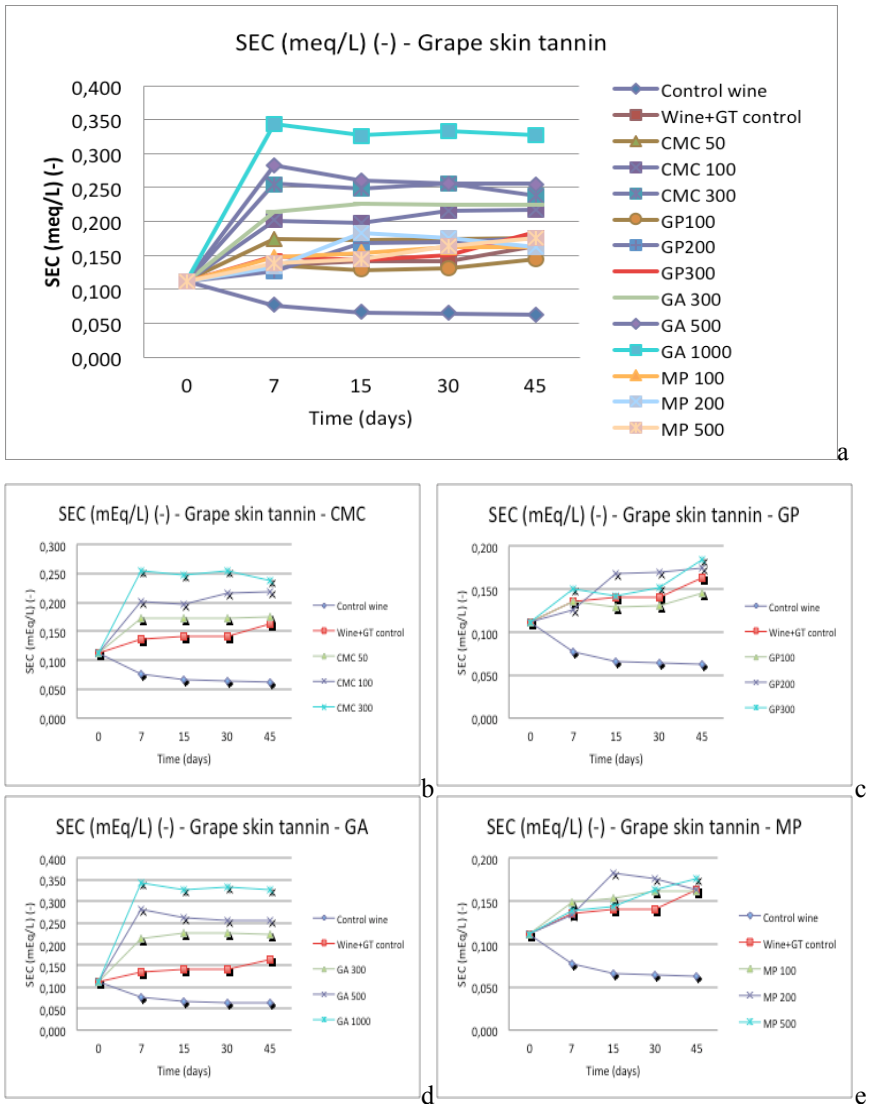 SEC (meq/L) (-) - Grape skin tannin
SEC (meq/L) (-)
0,400
0,350
0,300
0,250
0,200
0,150
0,100
0,050
0,000
0 7 15 30 45
Time (days)
Control wine
Wine+GT control
CMC 50
CMC 100
CMC 300
GP100
GP200
GP300
GA 300
GA 500
GA 1000
MP 100
MP 200
MP 500
a
SEC (mEq/L) (-) - Grape skin tannin - CMC
SEC (mEq/L) (-)
0,300
0,250
0,200
0,150
0,100
0,050
0,000
0 7 15 30 45
Time (days)
Control wine
Wine+GT control
CMC 50
CMC 100
CMC 300
b
SEC (mEq/L) (-) - Grape skin tannin - GP
SEC (mEq/L) (-)
0,200
0,150
0,100
0,050
0,000
0 7 15 30 45
Time (days)
Control wine
Wine+GT control
GP100
GP200
GP300
c
SEC (mEq/L) (-) - Grape skin tannin - GA
SEC (mEq/L) (-)
0,400
0,350
0,300
0,250
0,200
0,150
0,100
0,050
0,000
0 7 15 30 45
Time (days)
Control wine
Wine+GT control
GA 300
GA 500
GA 1000
d
SEC (mEq/L) (-) - Grape skin tannin - MP
SEC (mEq/L) (-)
0,200
0,150
0,100
0,050
0,000
0 7 15 30 45
Time (days)
Control wine
Wine+GT control
MP 100
MP 200
MP 500
e